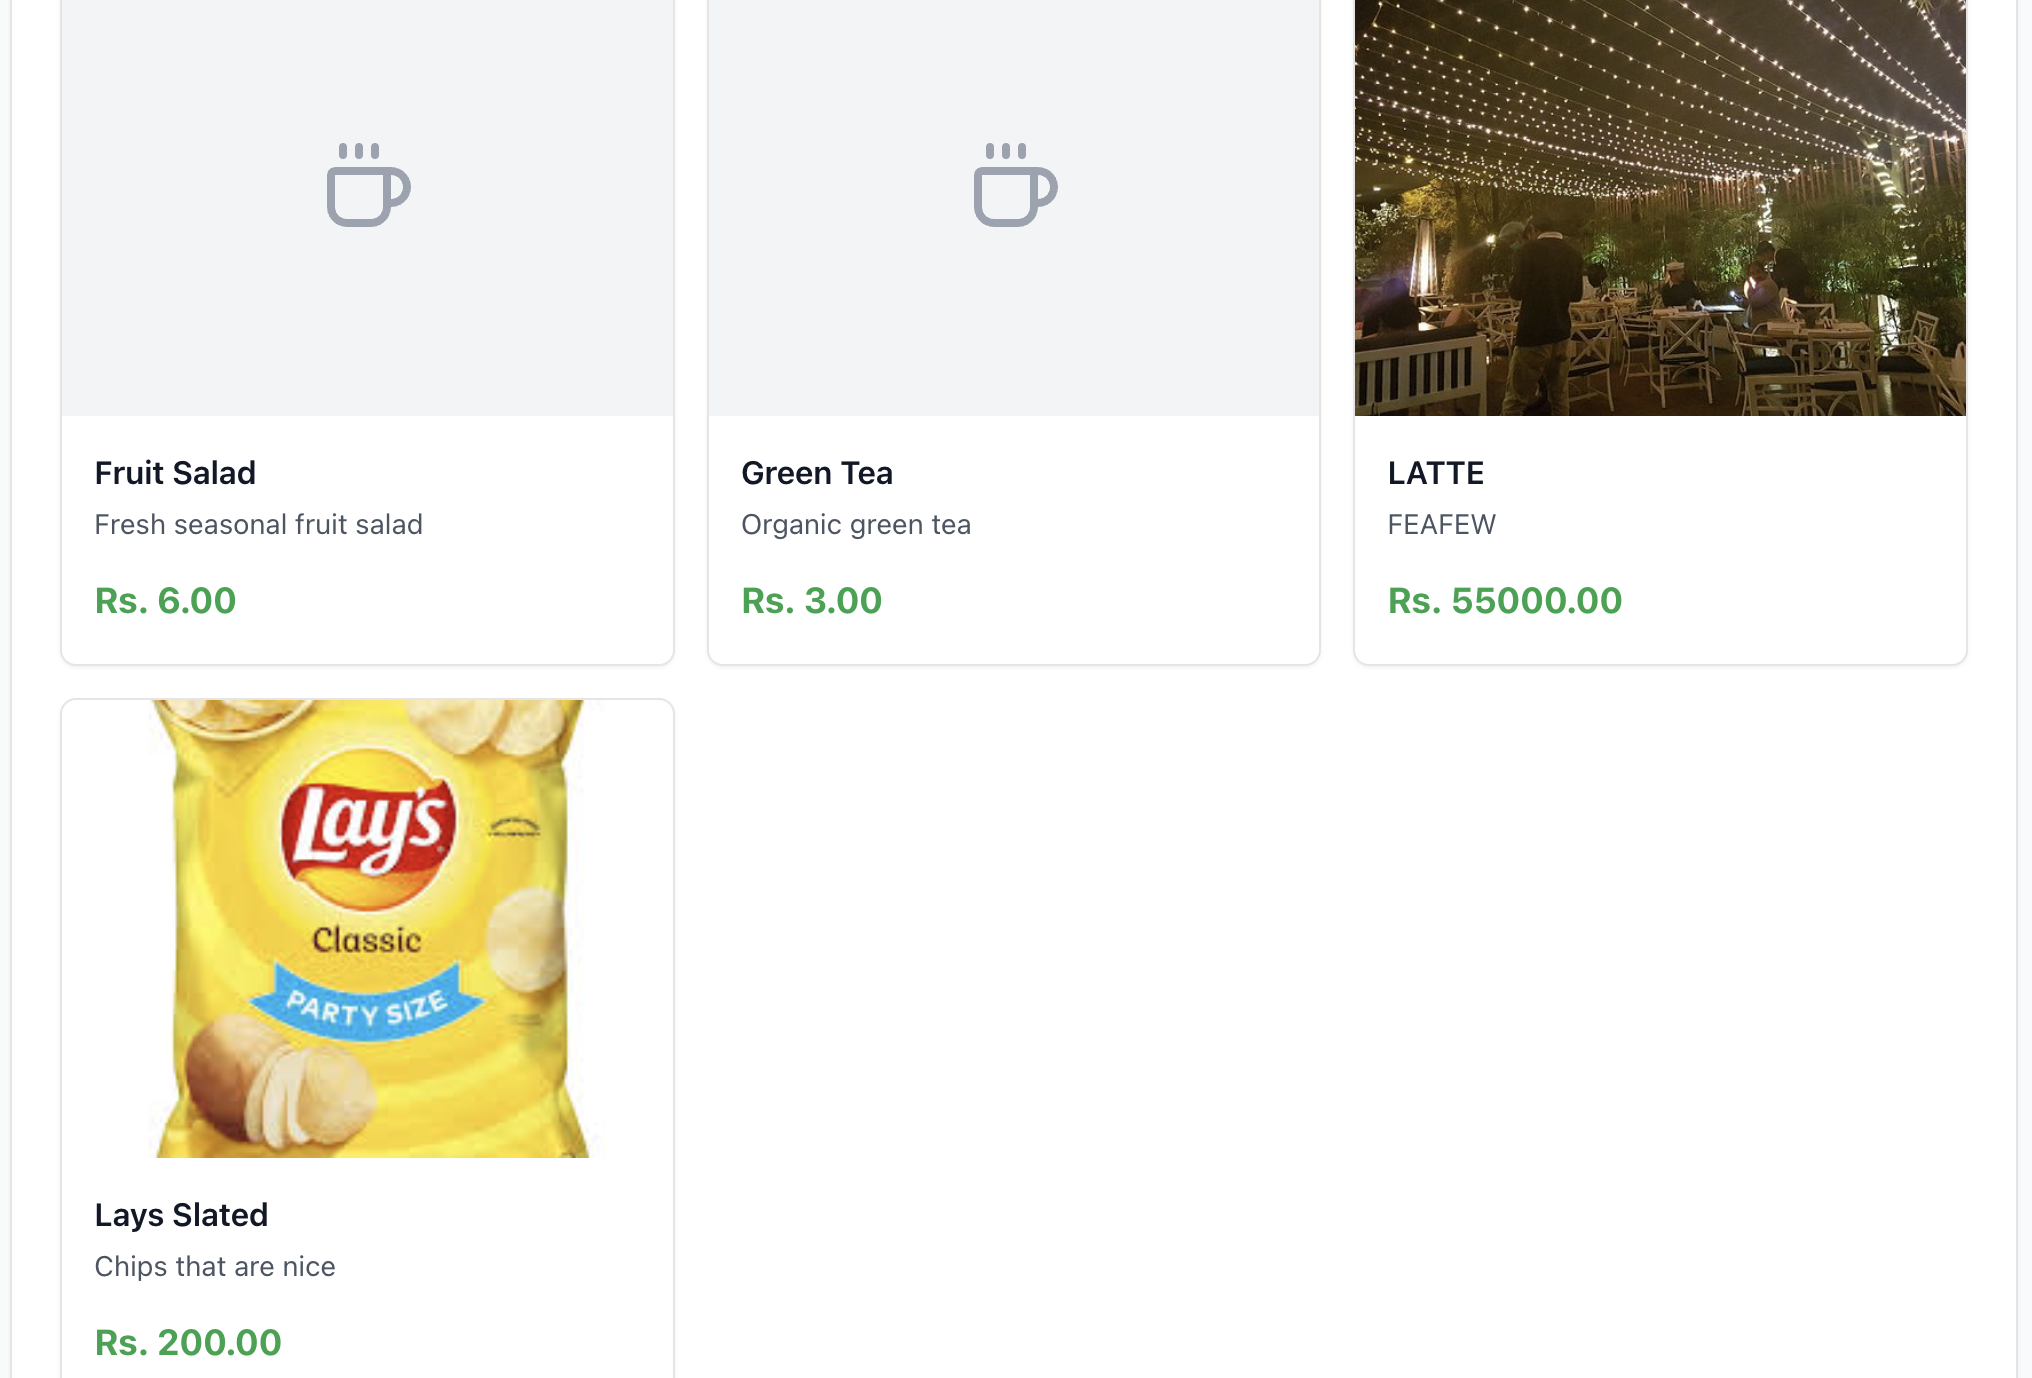 Fruit Salad
Fresh seasonal fruit salad
Rs. 6.00
Green Tea
Organic green tea
Rs. 3.00
LATTE
FEAFEW
Rs. 55000.00
Lay's
Classic
PARTY SIZE
Lays Slated
Chips that are nice
Rs. 200.00